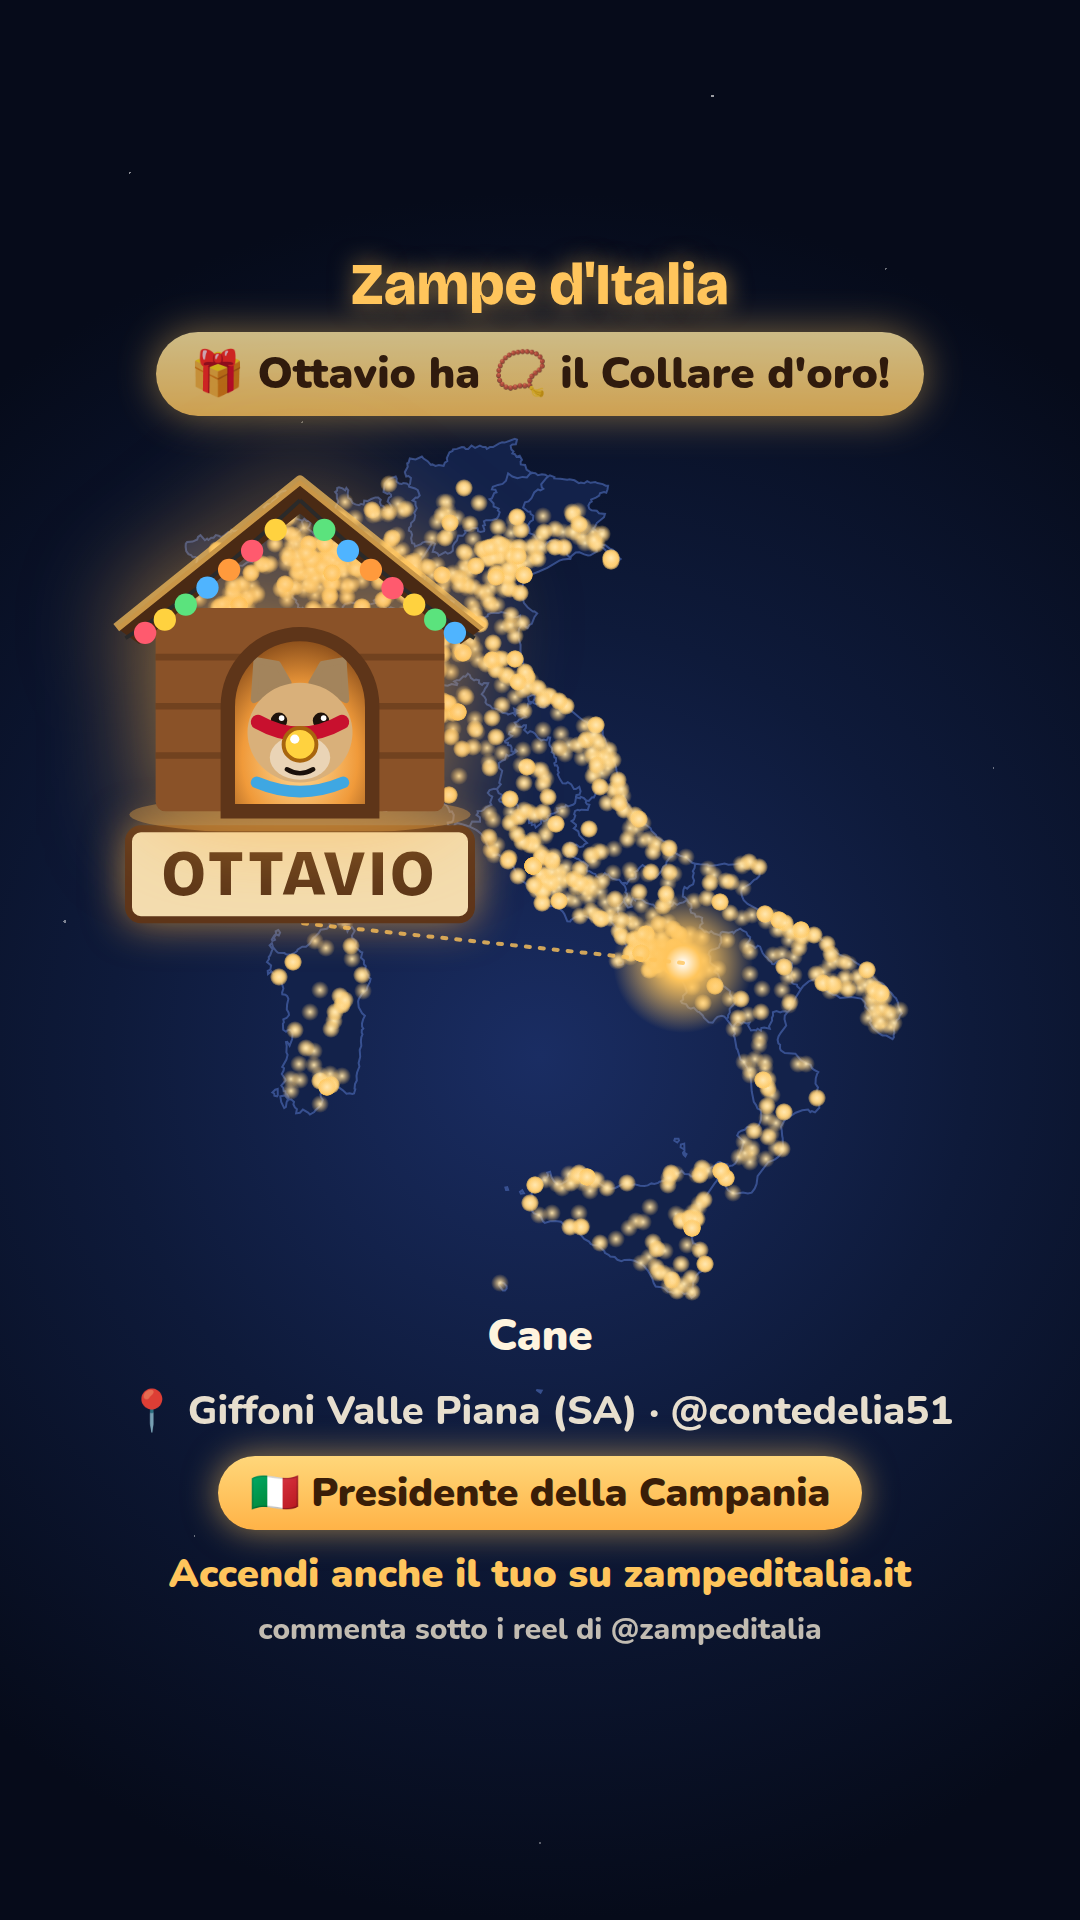 Zampe d'Italia
🎁 Ottavio ha 📿 il Collare d'oro!
OTTAVIO
Cane
📍 Giffoni Valle Piana (SA) · @contedelia51
🇮🇹 Presidente della Campania
Accendi anche il tuo su zampeditalia.it
commenta sotto i reel di @zampeditalia